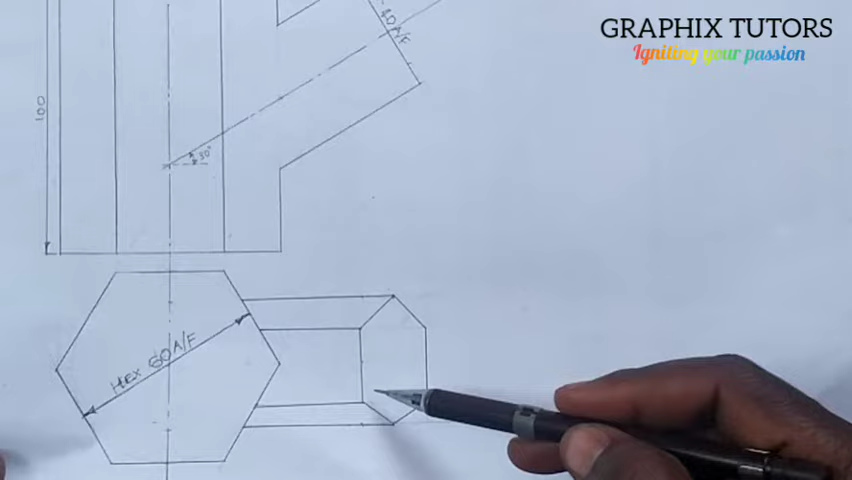 GRAPHIX TUTORS
Igniting your passion
40 A/F
100
30°
HEX 60 A/F